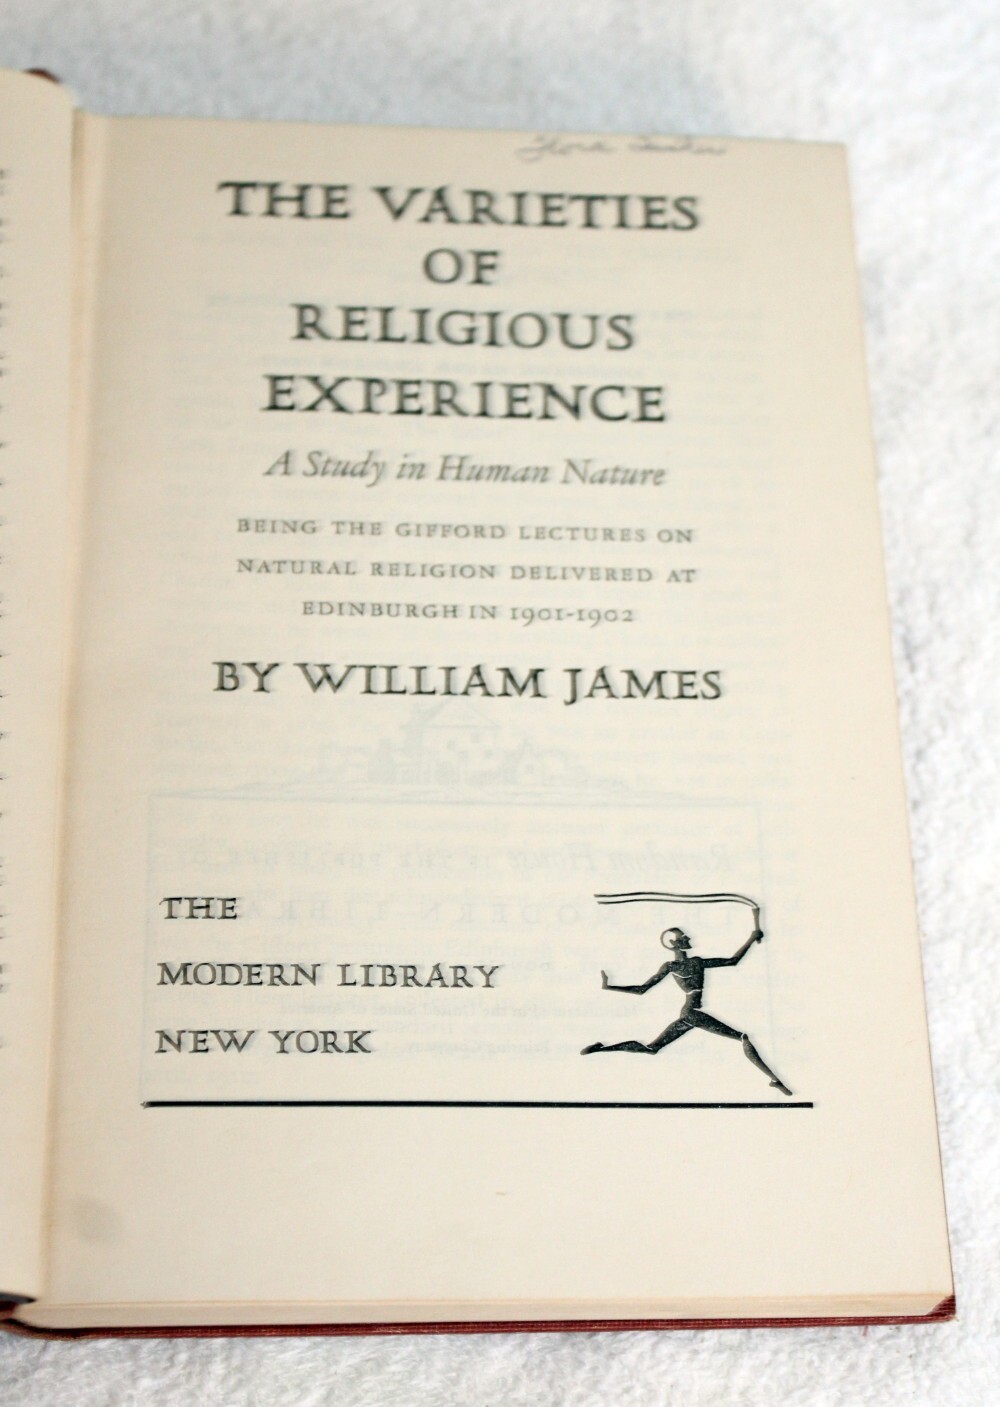 THE VARIETIES
OF
RELIGIOUS
EXPERIENCE
A Study in Human Nature
BEING THE GIFFORD LECTURES ON
NATURAL RELIGION DELIVERED AT
EDINBURGH IN 1901-1902
BY WILLIAM JAMES
THE
MODERN LIBRARY
NEW YORK